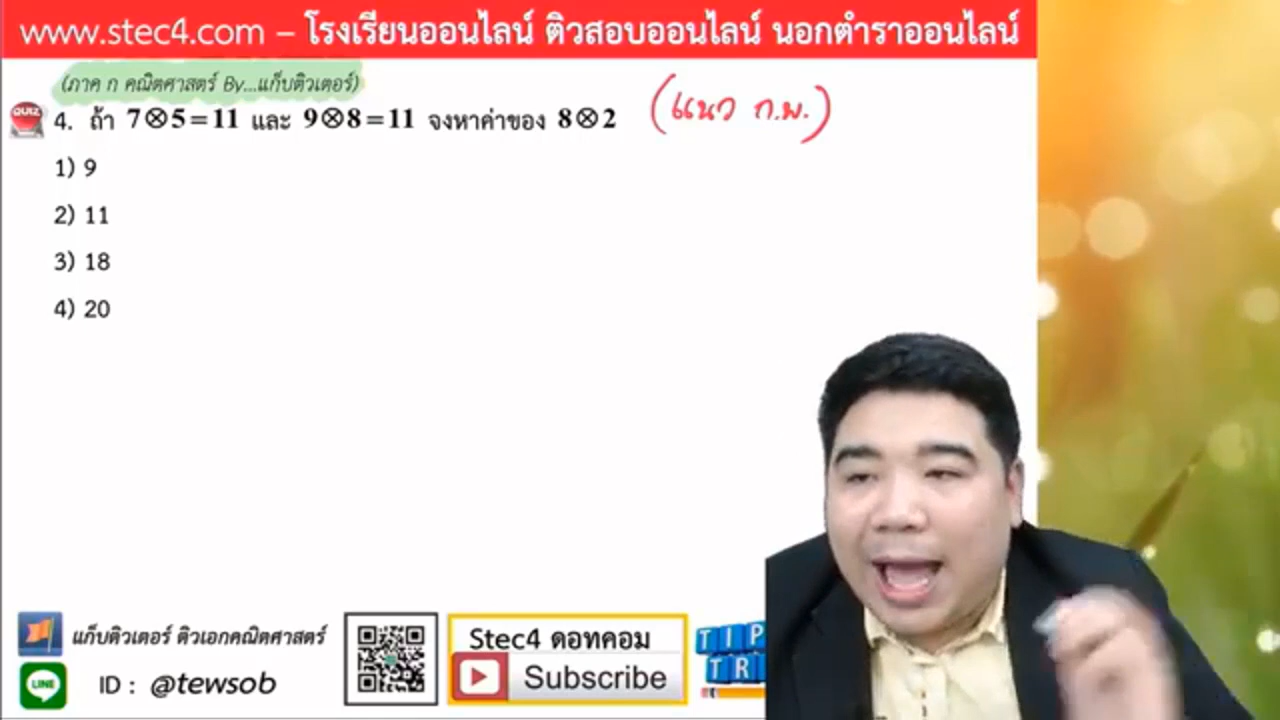 www.stec4.com – โรงเรียนออนไลน์ ติวสอบออนไลน์ นอกตำราออนไลน์
(ภาค ก คณิตศาสตร์ By...แก็บติวเตอร์)
QUIZ
4. ถ้า 7⊗5=11 และ 9⊗8=11 จงหาค่าของ 8⊗2 (แนว ก.พ.)
1) 9
2) 11
3) 18
4) 20
แก็บติวเตอร์ ติวเอกคณิตศาสตร์
LINE ID : @tewsob
Stec4 ดอทคอม
Subscribe
TIP
TRI